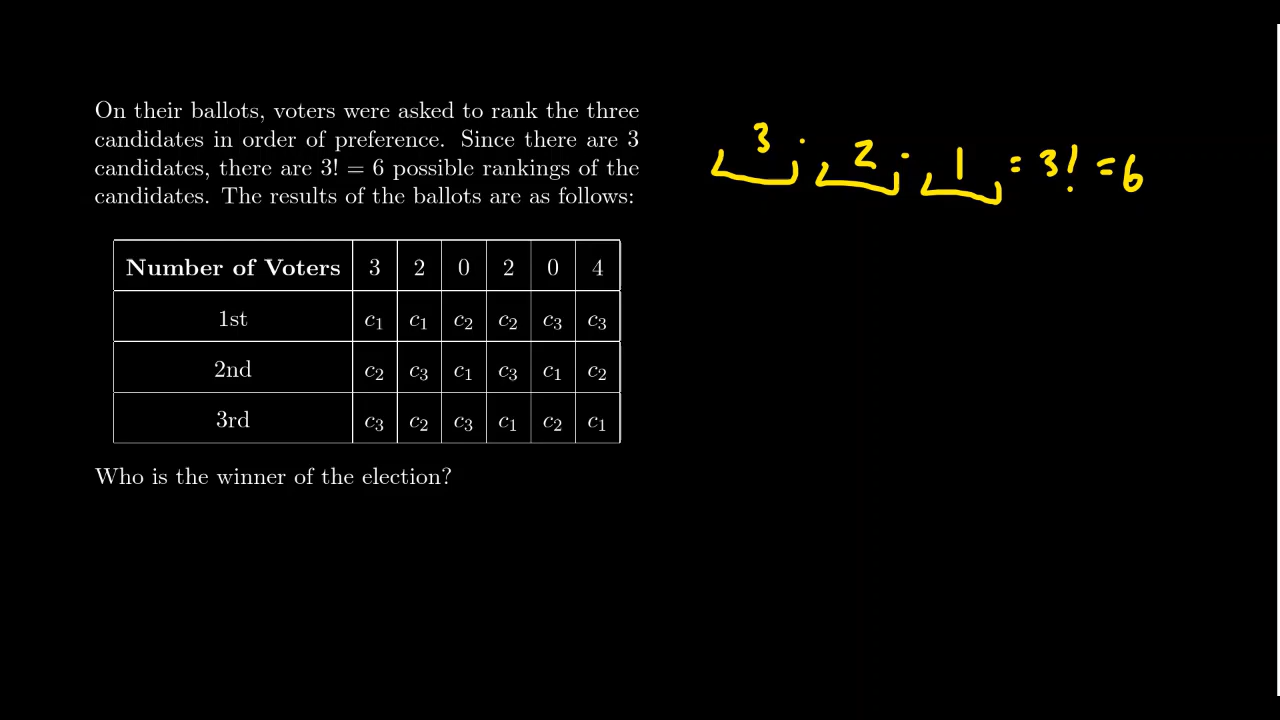 On their ballots, voters were asked to rank the three
candidates in order of preference. Since there are 3
candidates, there are 3! = 6 possible rankings of the
candidates. The results of the ballots are as follows:
3 · 2 · 1 = 3! = 6
Number of Voters 3 2 0 2 0 4
1st c₁ c₁ c₂ c₂ c₃ c₃
2nd c₂ c₃ c₁ c₃ c₁ c₂
3rd c₃ c₂ c₃ c₁ c₂ c₁
Who is the winner of the election?